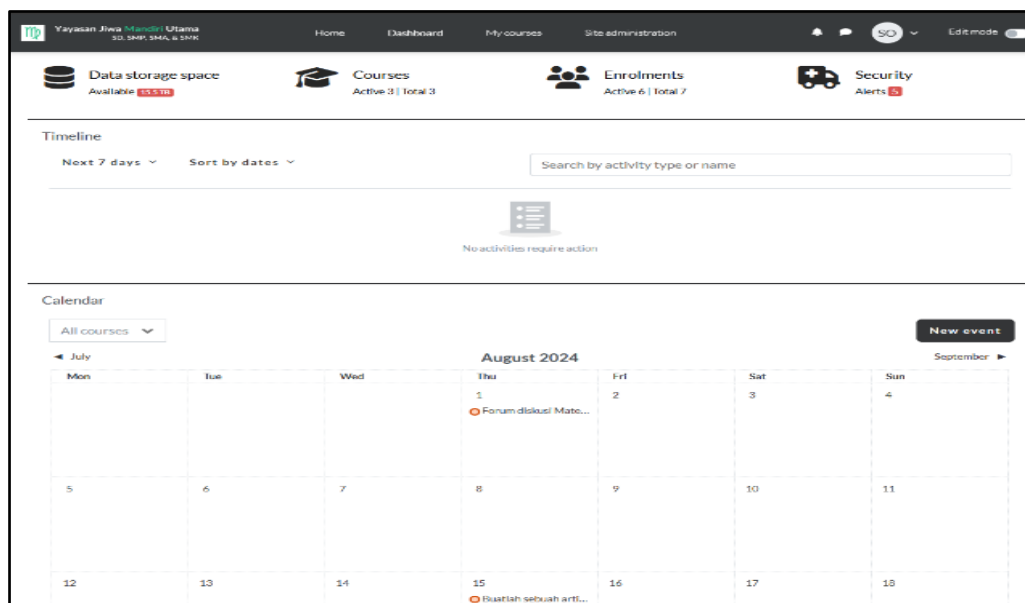 Yayasan Jiwa Mandiri Utama
SD, SMP, SMA, & SMK
Home Dashboard My courses Site administration SO Edit mode
Data storage space Courses Enrolments Security
Available 15.5TB Active 3 | Total 3 Active 6 | Total 7 Alerts 5
Timeline
Next 7 days Sort by dates Search by activity type or name
No activities require action
Calendar
All courses New event
July August 2024 September
Mon Tue Wed Thu Fri Sat Sun
1 2 3 4
Forum diskusi Mate...
5 6 7 8 9 10 11
12 13 14 15 16 17 18
Buatlah sebuah arti...